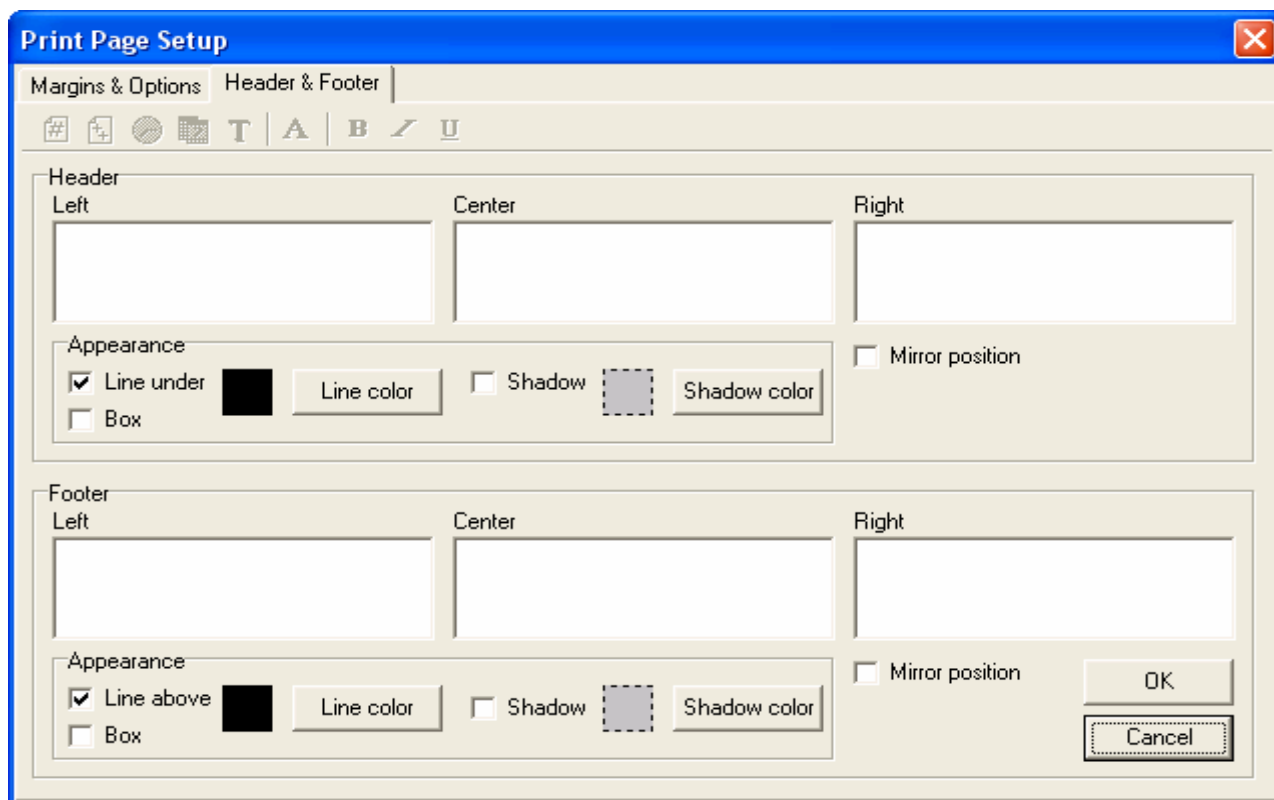 Print Page Setup
Margins & Options Header & Footer
# T A B I U
Header
Left Center Right
Appearance
Mirror position
Line under Line color Shadow Shadow color
Box
Footer
Left Center Right
Appearance
Mirror position
Line above Line color Shadow Shadow color OK
Box Cancel